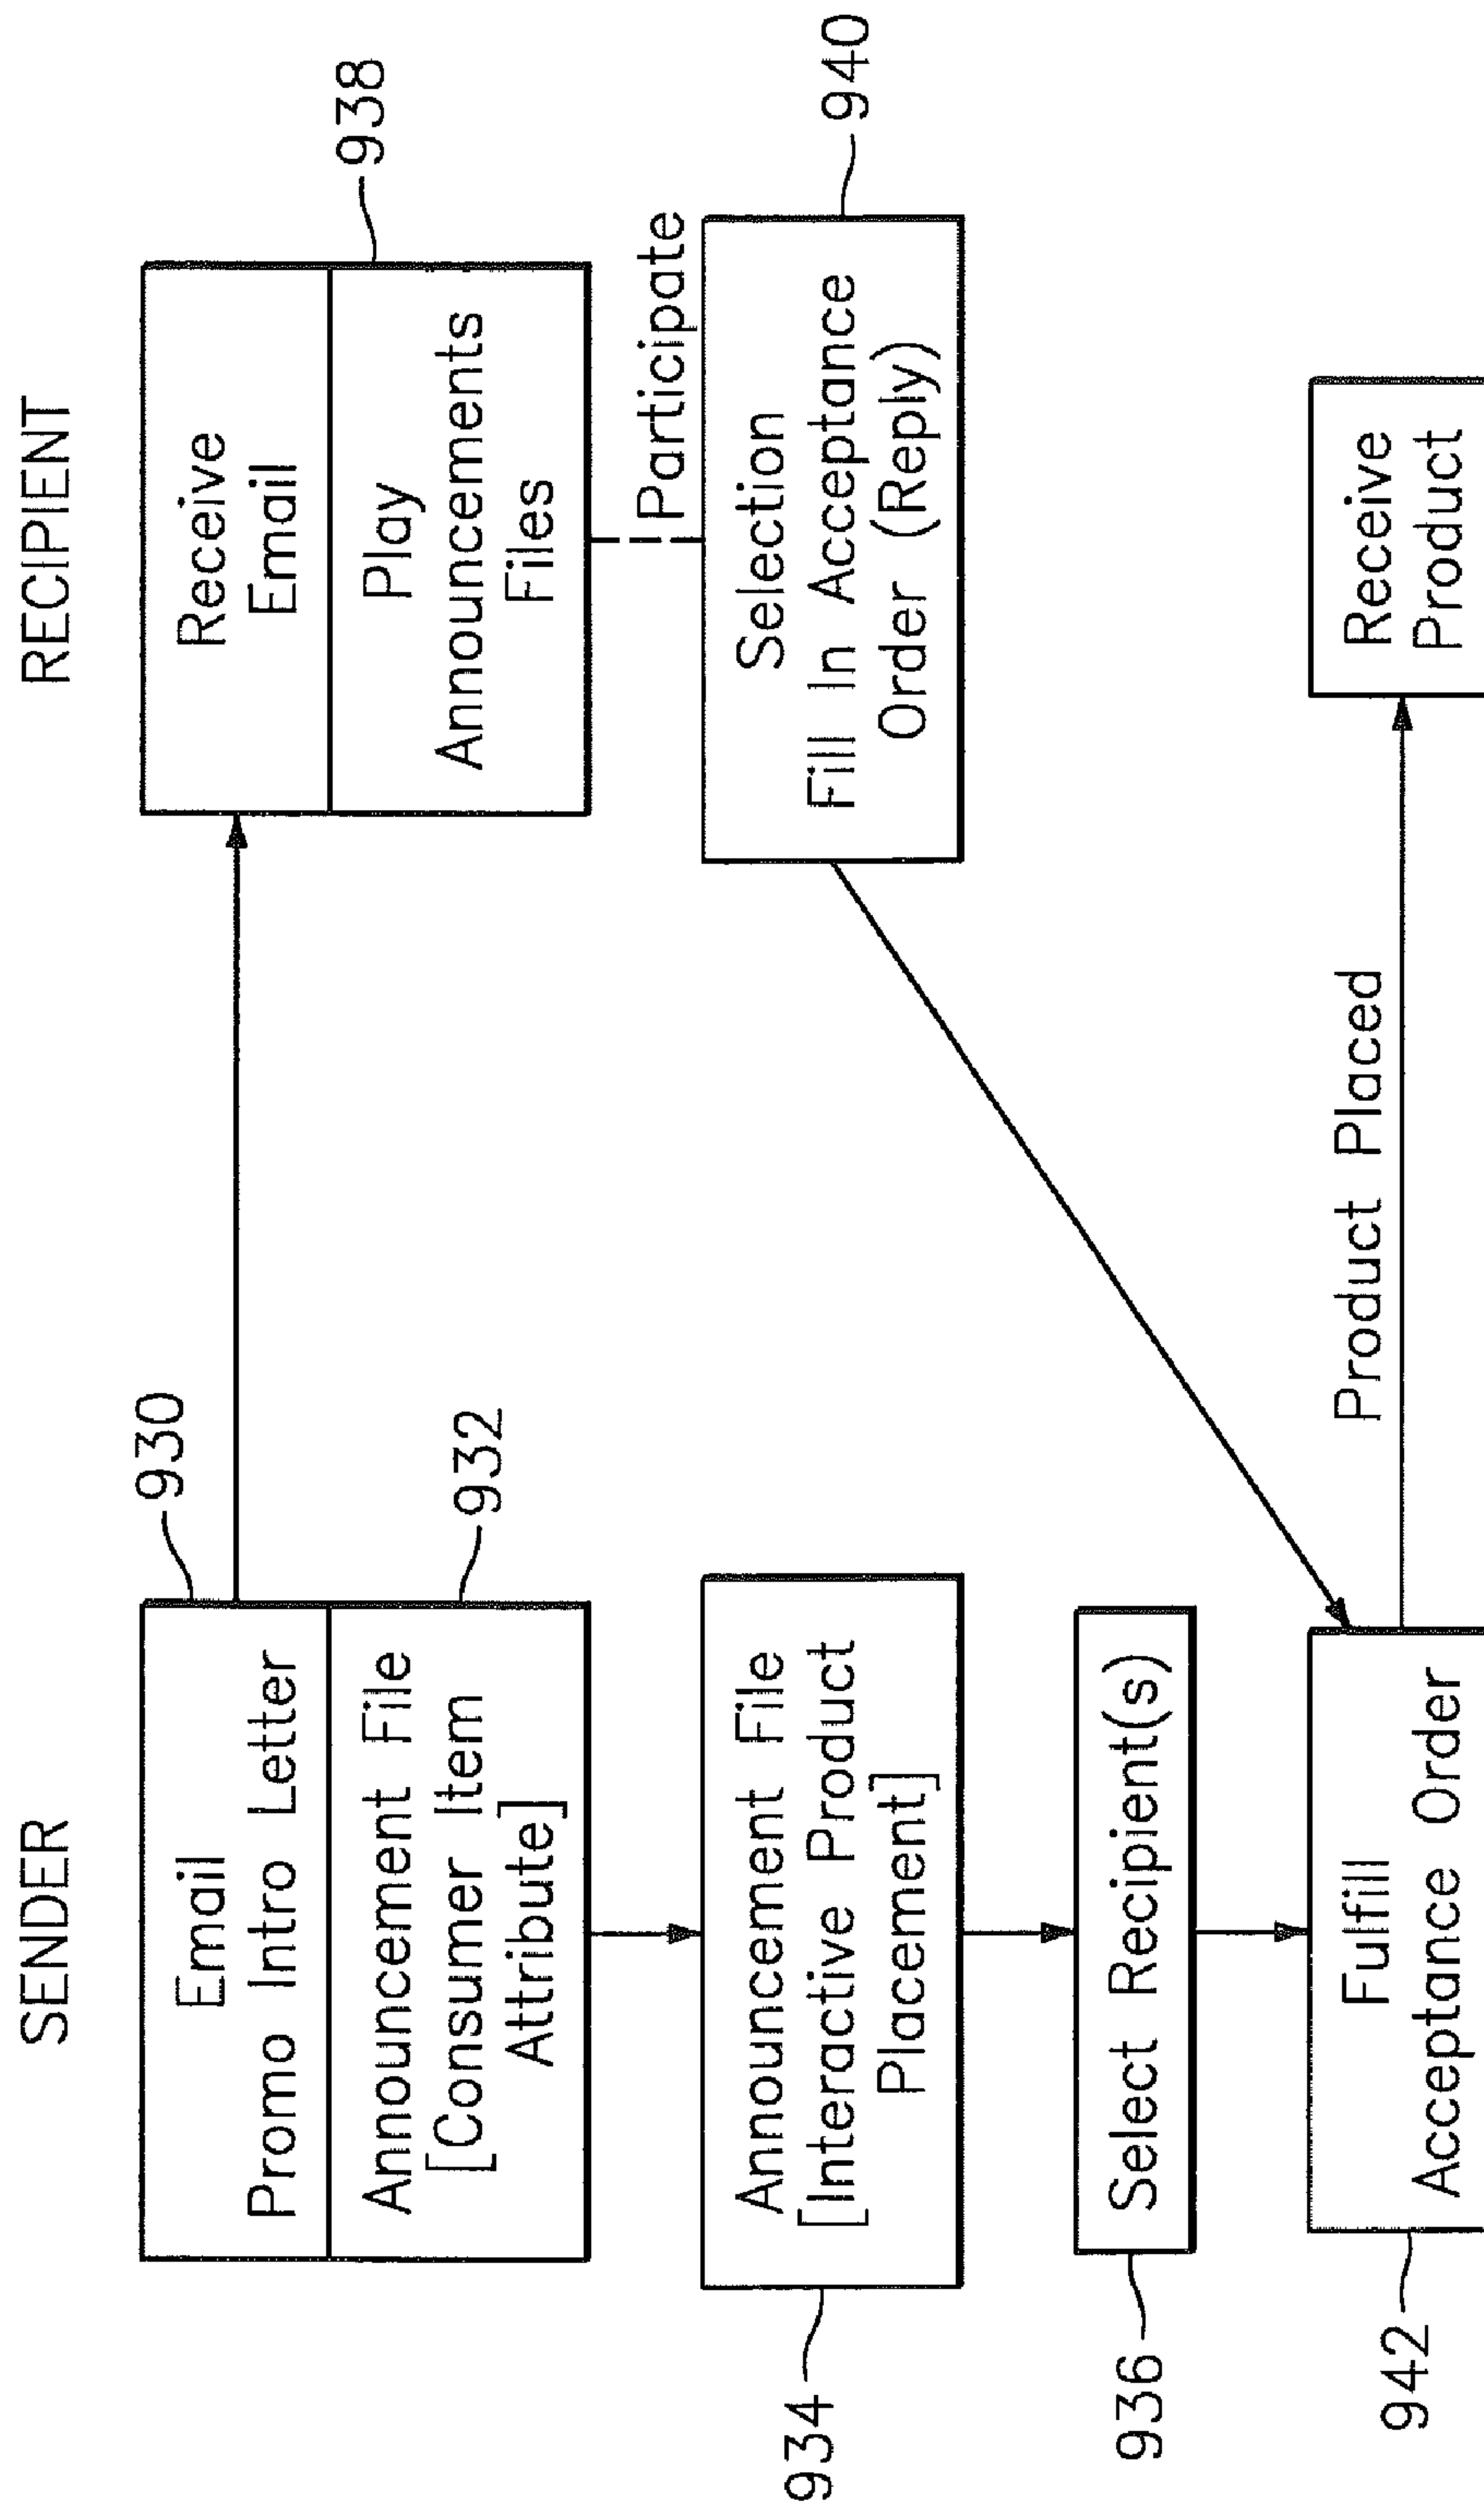 SENDER
RECIPIENT
Email
Promo Intro Letter
930
Announcement File
[Consumer Item
Attribute]
932
Receive
Email
Play
Announcements
Files
938
Participate
Announcement File
[Interactive Product
Placement]
934
Selection
Fill In Acceptance
Order (Reply)
940
Select Recipient(s)
936
Fulfill
Acceptance Order
942
Product Placed
Receive
Product